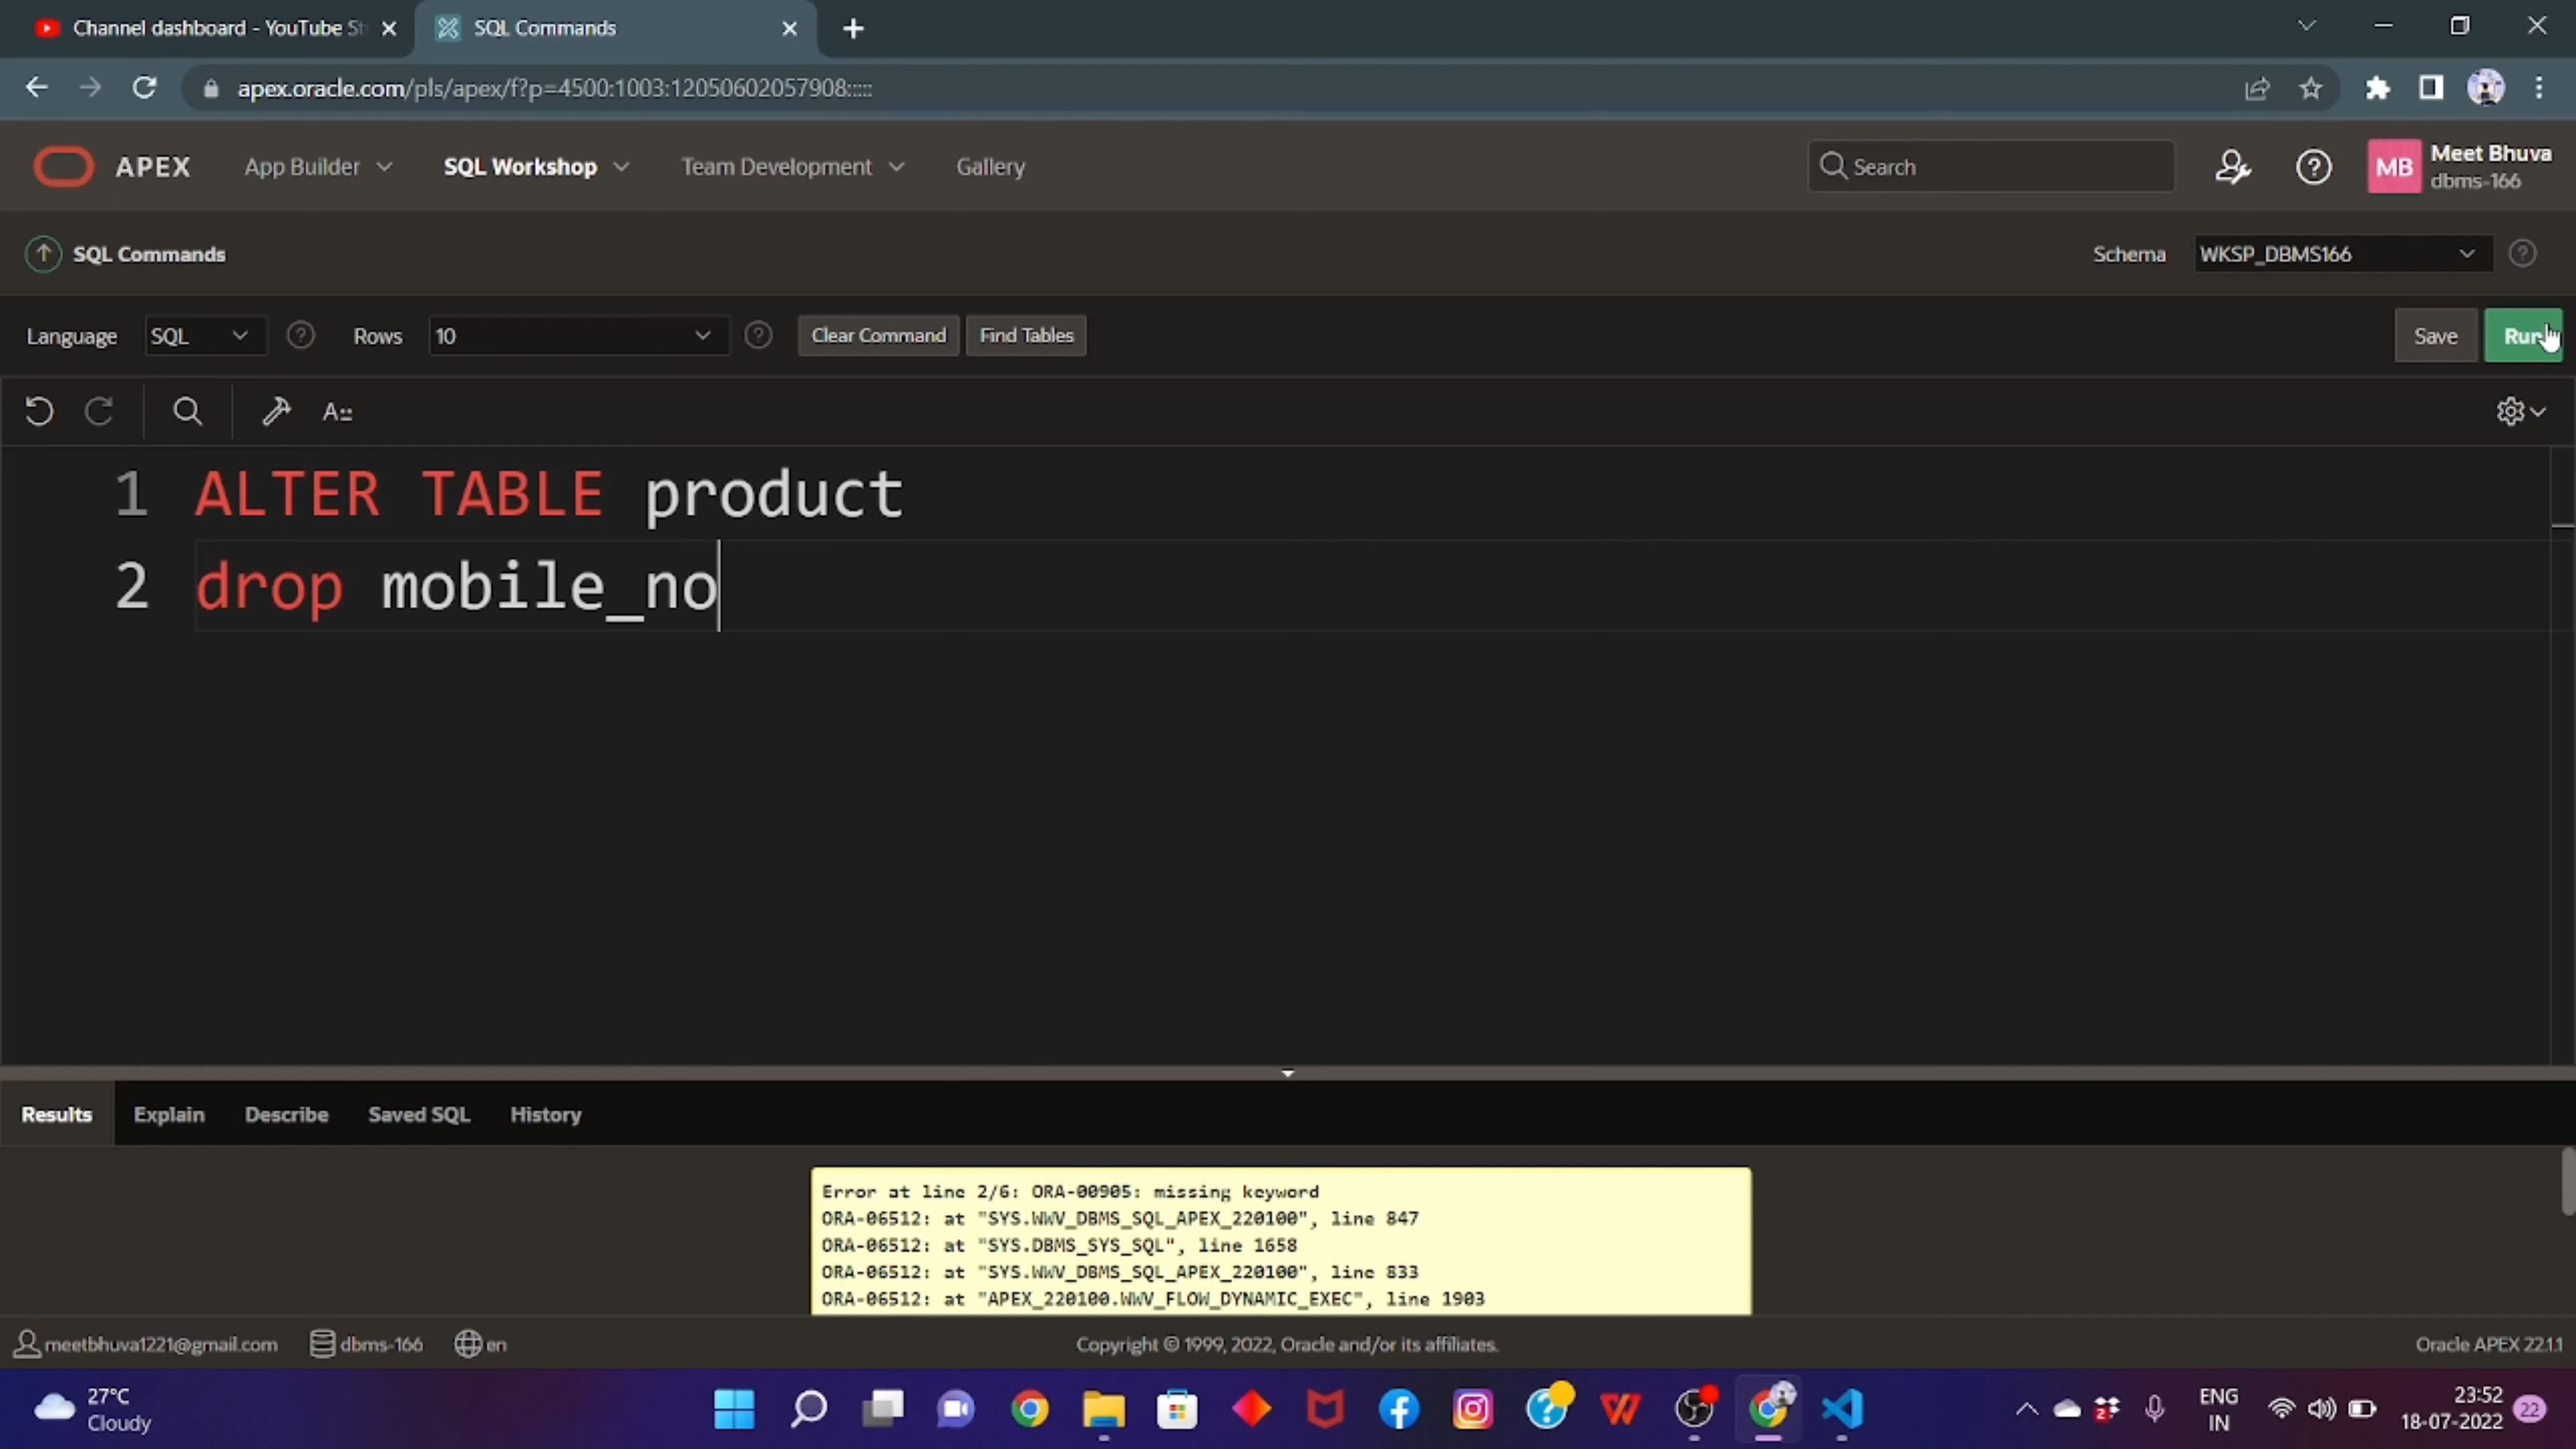 Channel dashboard - YouTube St
SQL Commands
apex.oracle.com/pls/apex/f?p=4500:1003:12050602057908:::::
APEX
App Builder
SQL Workshop
Team Development
Gallery
Search
MB
Meet Bhuva
dbms-166
SQL Commands
Schema
WKSP_DBMS166
Language
SQL
Rows
10
Clear Command
Find Tables
Save
Run
A::
1 ALTER TABLE product
2 drop mobile_no
Results
Explain
Describe
Saved SQL
History
Error at line 2/6: ORA-00905: missing keyword
ORA-06512: at "SYS.WWV_DBMS_SQL_APEX_220100", line 847
ORA-06512: at "SYS.DBMS_SYS_SQL", line 1658
ORA-06512: at "SYS.WWV_DBMS_SQL_APEX_220100", line 833
ORA-06512: at "APEX_220100.WWV_FLOW_DYNAMIC_EXEC", line 1903
meetbhuva1221@gmail.com
dbms-166
en
Copyright © 1999, 2022, Oracle and/or its affiliates.
Oracle APEX 22.1.1
27°C
Cloudy
2
ENG
IN
23:52
18-07-2022
22